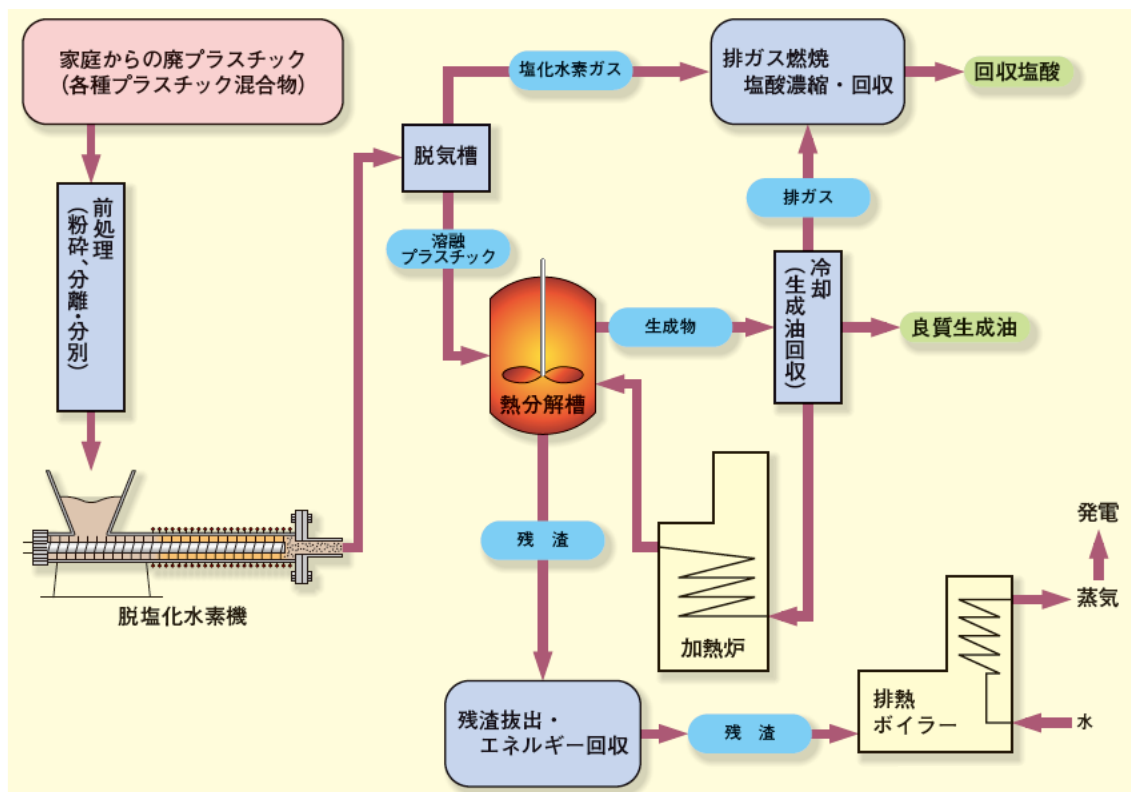 家庭からの廃プラスチック
(各種プラスチック混合物)
前処理
(粉砕、分離・分別)
脱塩化水素機
脱気槽
塩化水素ガス
排ガス燃焼
塩酸濃縮・回収
回収塩酸
溶融
プラスチック
熱分解槽
生成物
排ガス
冷却
(生成油回収)
良質生成油
加熱炉
残 渣
残渣抜出・
エネルギー回収
残 渣
排熱
ボイラー
発電
蒸気
水